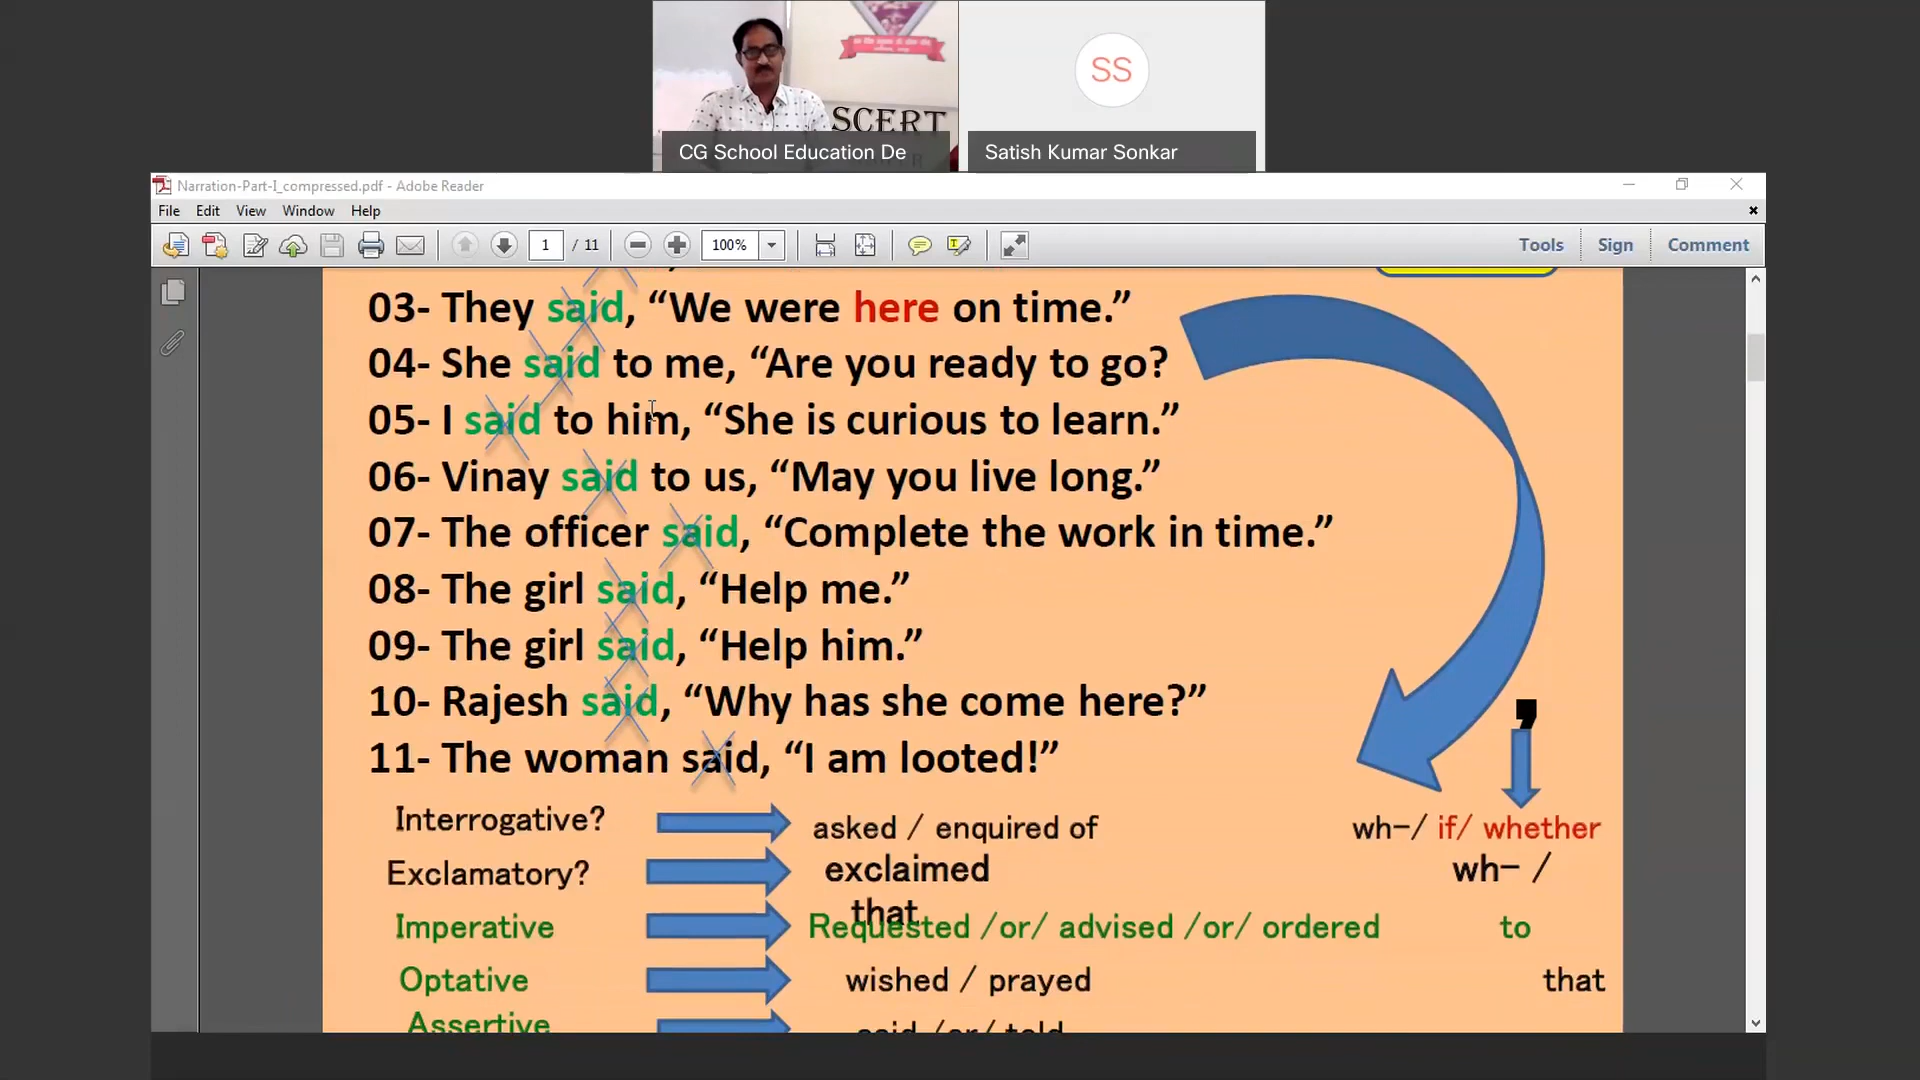 SCERT
SS
CG School Education De
Satish Kumar Sonkar
Narration-Part-I_compressed.pdf - Adobe Reader
File Edit View Window Help
1 / 11 100% Tools Sign Comment
03- They said, “We were here on time.”
04- She said to me, “Are you ready to go?
05- I said to him, “She is curious to learn.”
06- Vinay said to us, “May you live long.”
07- The officer said, “Complete the work in time.”
08- The girl said, “Help me.”
09- The girl said, “Help him.”
10- Rajesh said, “Why has she come here?”
11- The woman said, “I am looted!”
,
Interrogative? asked / enquired of wh-/ if/ whether
Exclamatory? exclaimed that wh- /
Imperative Requested /or/ advised /or/ ordered to
Optative wished / prayed that
Assertive said /or/ told